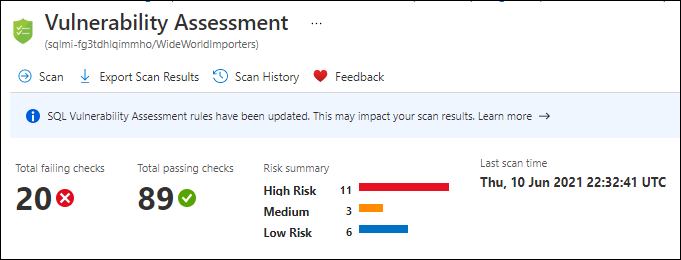 Vulnerability Assessment ...
(sqlmi-fg3tdhlqimmho/WideWorldImporters)
Scan Export Scan Results Scan History Feedback
SQL Vulnerability Assessment rules have been updated. This may impact your scan results. Learn more →
Total failing checks Total passing checks Risk summary Last scan time
20 89 High Risk 11 Thu, 10 Jun 2021 22:32:41 UTC
Medium 3
Low Risk 6